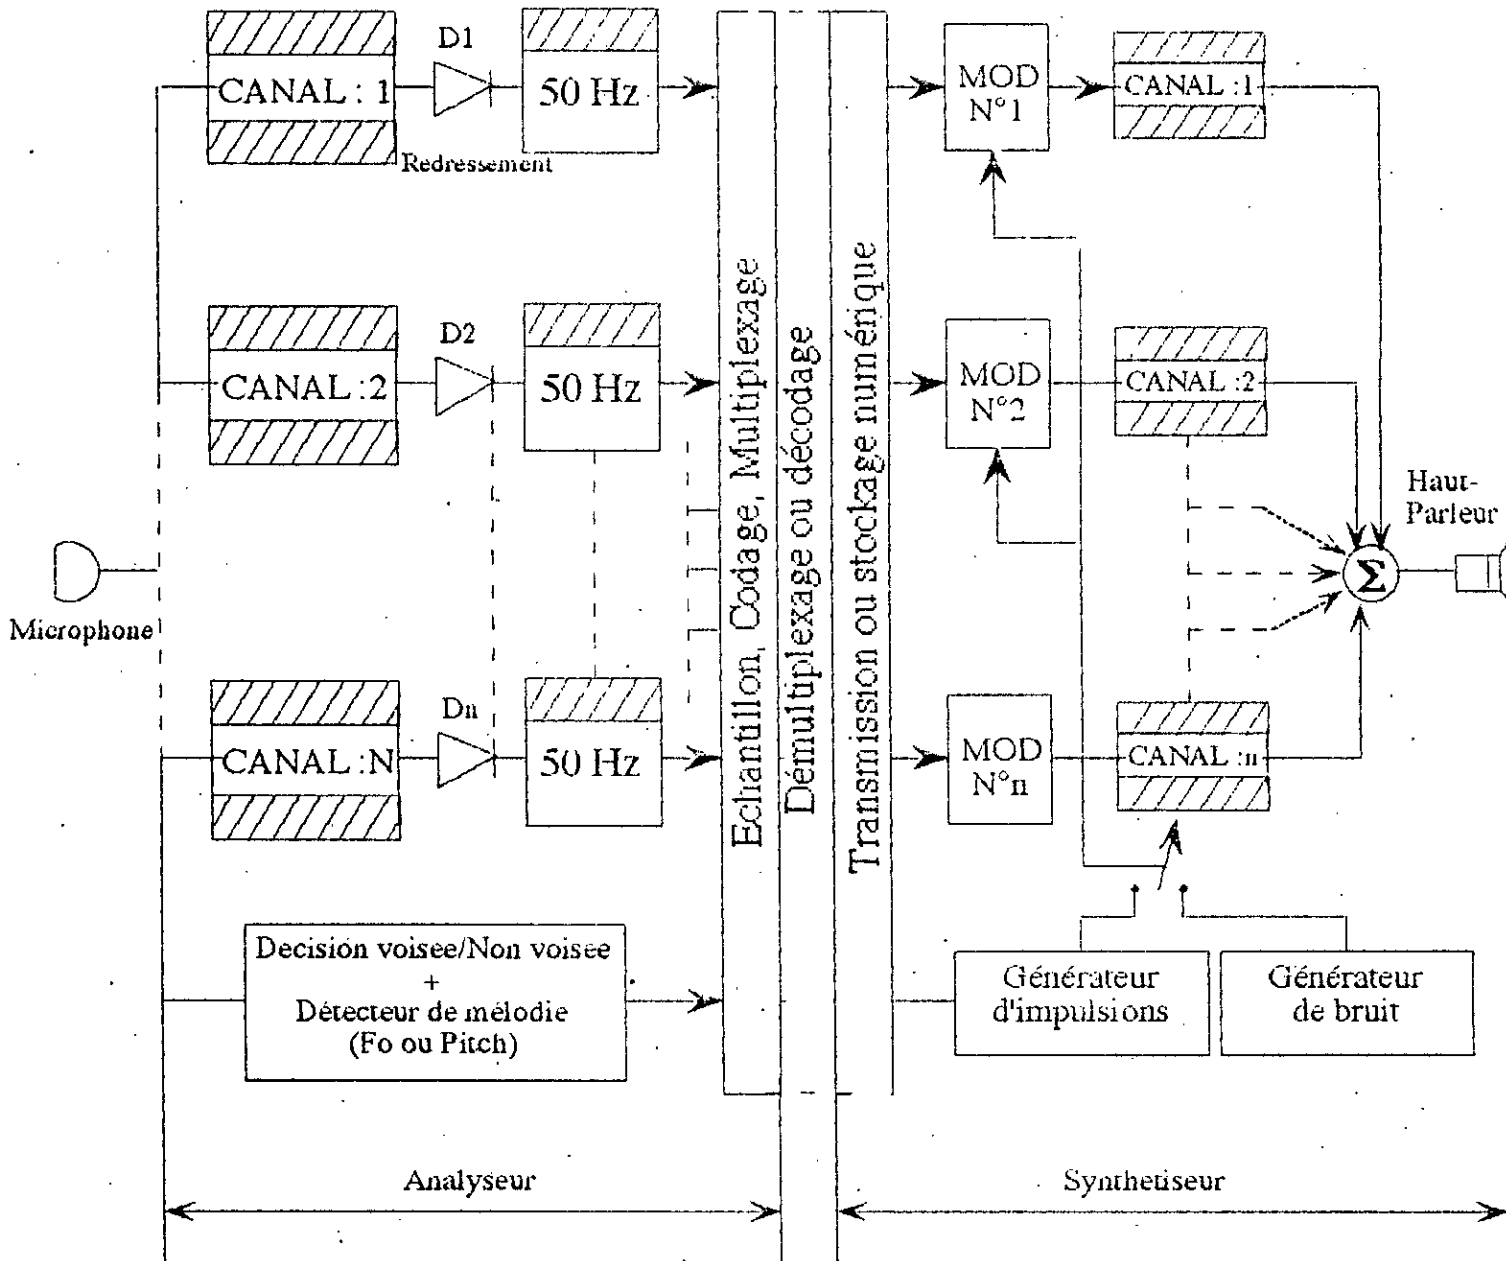 D1
CANAL : 1
50 Hz
Redressement
MOD
N°1
CANAL :1
D2
CANAL :2
50 Hz
MOD
N°2
CANAL :2
Microphone
Haut-
Parleur
Σ
Dn
CANAL :N
50 Hz
MOD
N°n
CANAL :n
Echantillon, Codage, Multiplexage
Démultiplexage ou décodage
Transmission ou stockage numérique
Decision voisee/Non voisee
+
Détecteur de mélodie
(Fo ou Pitch)
Générateur
d'impulsions
Générateur
de bruit
Analyseur
Synthetiseur